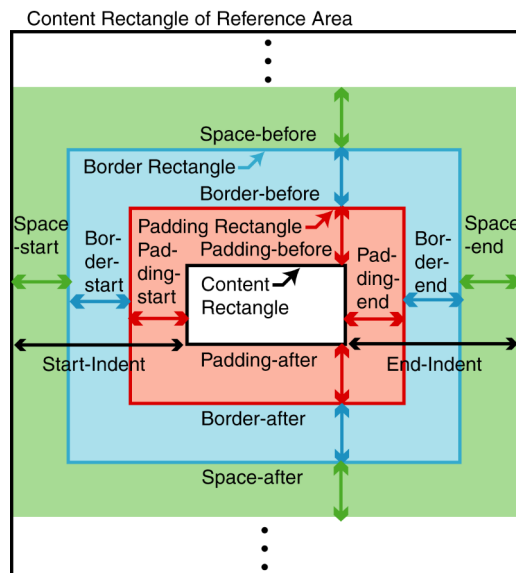 Content Rectangle of Reference Area
Space-before
Border Rectangle
Border-before
Space
-start
Bor-
der-
start
Padding Rectangle
Pad-
ding-
start
Padding-before
Content
Rectangle
Pad-
ding-
end
Bor-
der-
end
Space
-end
Start-Indent
Padding-after
End-Indent
Border-after
Space-after